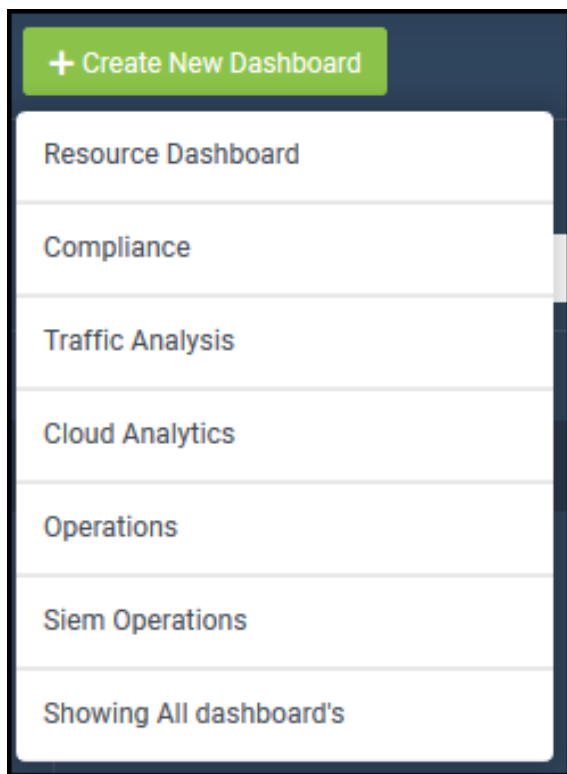 + Create New Dashboard
Resource Dashboard
Compliance
Traffic Analysis
Cloud Analytics
Operations
Siem Operations
Showing All dashboard's